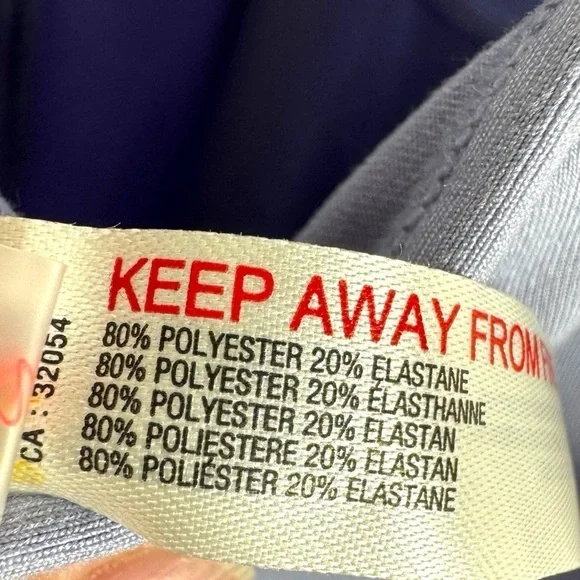 KEEP AWAY FROM
80% POLYESTER 20% ELASTANE
80% POLYESTER 20% ÉLASTHANNE
80% POLYESTER 20% ELASTAN
80% POLIESTERE 20% ELASTAN
80% POLIÉSTER 20% ELASTANE
CA : 32054